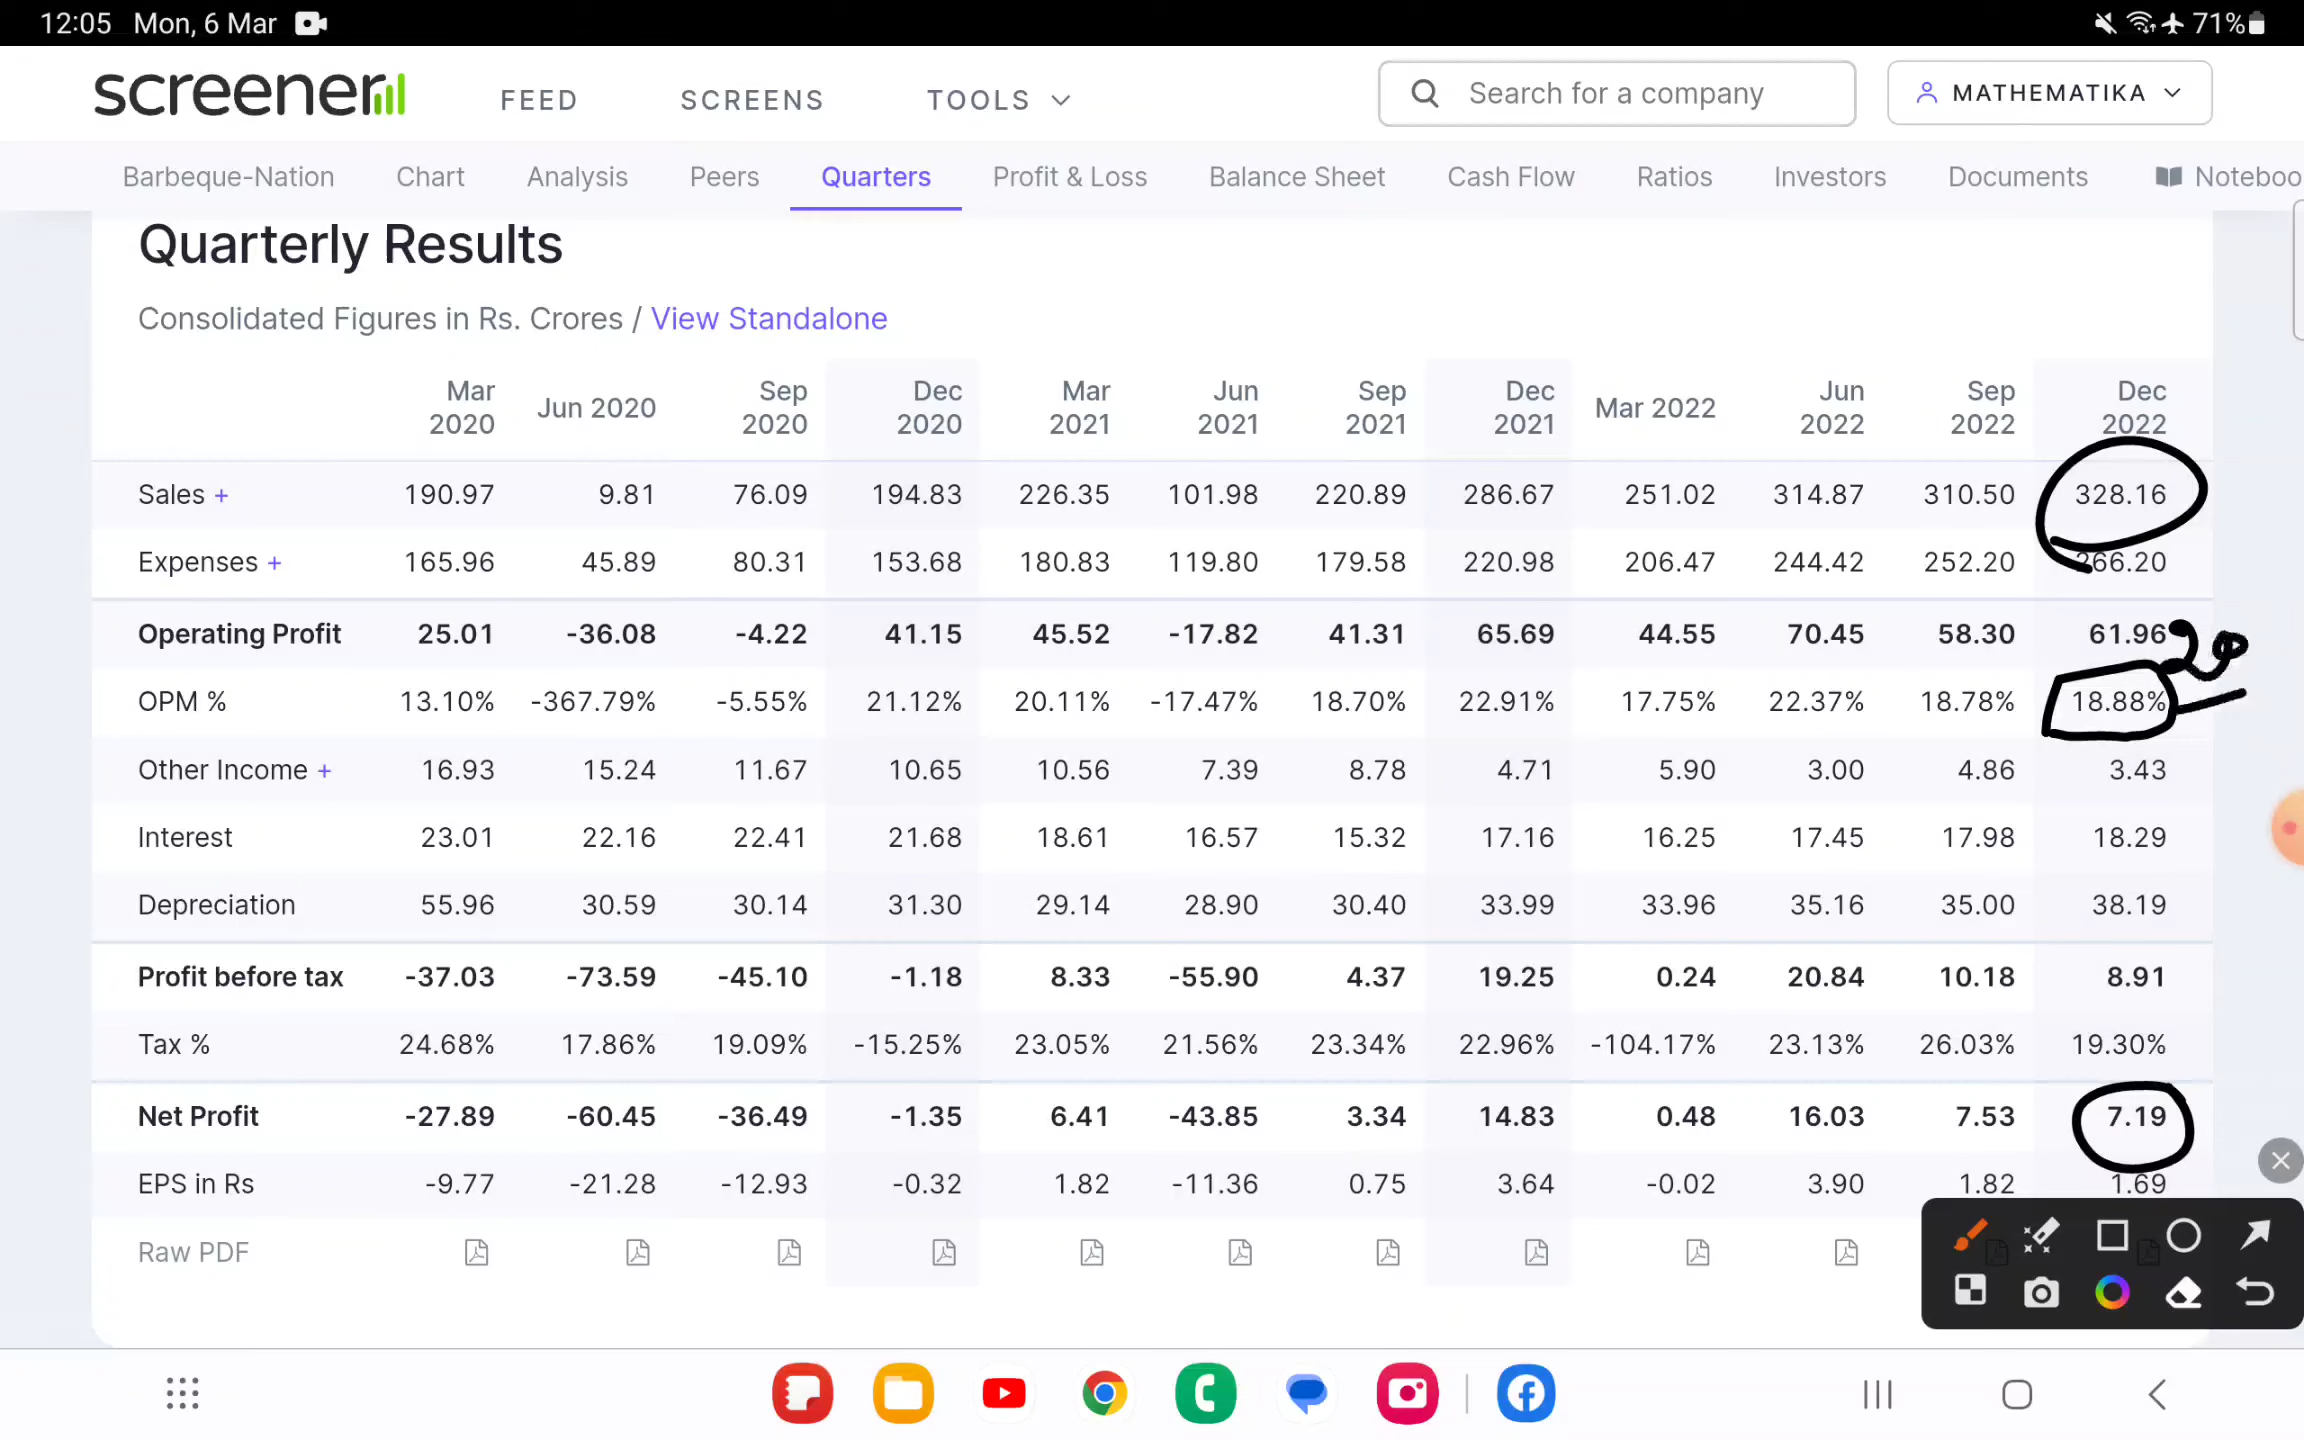 12:05 Mon, 6 Mar 71%
screener FEED SCREENS TOOLS Search for a company MATHEMATIKA
Barbeque-Nation Chart Analysis Peers Quarters Profit & Loss Balance Sheet Cash Flow Ratios Investors Documents Noteboo
Quarterly Results
Consolidated Figures in Rs. Crores / View Standalone
Mar 2020 Jun 2020 Sep 2020 Dec 2020 Mar 2021 Jun 2021 Sep 2021 Dec 2021 Mar 2022 Jun 2022 Sep 2022 Dec 2022
Sales + 190.97 9.81 76.09 194.83 226.35 101.98 220.89 286.67 251.02 314.87 310.50 328.16
Expenses + 165.96 45.89 80.31 153.68 180.83 119.80 179.58 220.98 206.47 244.42 252.20 266.20
Operating Profit 25.01 -36.08 -4.22 41.15 45.52 -17.82 41.31 65.69 44.55 70.45 58.30 61.96
OPM % 13.10% -367.79% -5.55% 21.12% 20.11% -17.47% 18.70% 22.91% 17.75% 22.37% 18.78% 18.88%
Other Income + 16.93 15.24 11.67 10.65 10.56 7.39 8.78 4.71 5.90 3.00 4.86 3.43
Interest 23.01 22.16 22.41 21.68 18.61 16.57 15.32 17.16 16.25 17.45 17.98 18.29
Depreciation 55.96 30.59 30.14 31.30 29.14 28.90 30.40 33.99 33.96 35.16 35.00 38.19
Profit before tax -37.03 -73.59 -45.10 -1.18 8.33 -55.90 4.37 19.25 0.24 20.84 10.18 8.91
Tax % 24.68% 17.86% 19.09% -15.25% 23.05% 21.56% 23.34% 22.96% -104.17% 23.13% 26.03% 19.30%
Net Profit -27.89 -60.45 -36.49 -1.35 6.41 -43.85 3.34 14.83 0.48 16.03 7.53 7.19
EPS in Rs -9.77 -21.28 -12.93 -0.32 1.82 -11.36 0.75 3.64 -0.02 3.90 1.82 1.69
Raw PDF